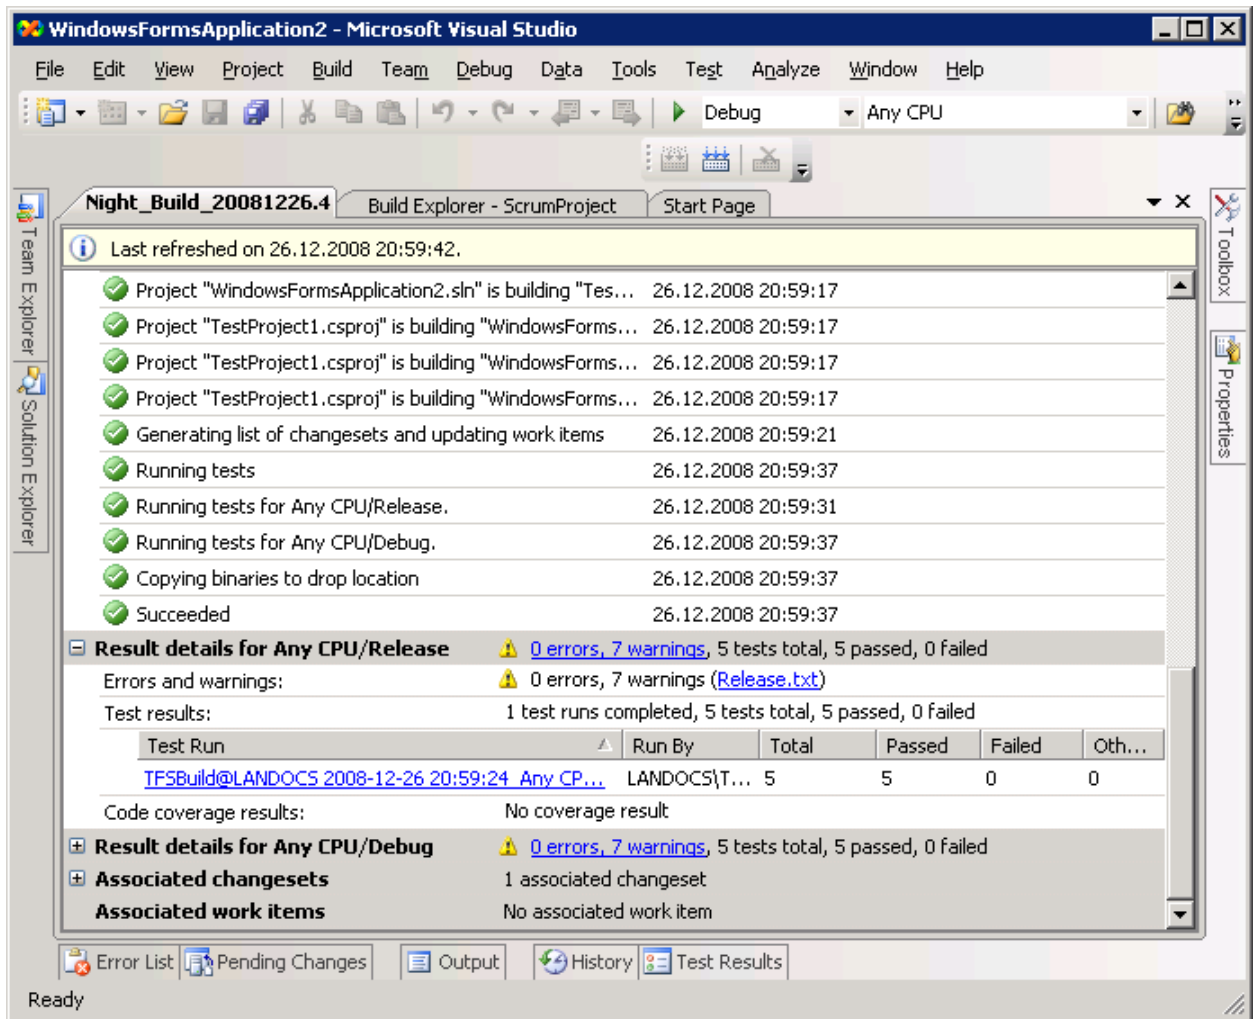 WindowsFormsApplication2 - Microsoft Visual Studio
File Edit View Project Build Team Debug Data Tools Test Analyze Window Help
Debug Any CPU
Night_Build_20081226.4 Build Explorer - ScrumProject Start Page
Team Explorer
Solution Explorer
Toolbox
Properties
Last refreshed on 26.12.2008 20:59:42.
Project "WindowsFormsApplication2.sln" is building "Tes... 26.12.2008 20:59:17
Project "TestProject1.csproj" is building "WindowsForms... 26.12.2008 20:59:17
Project "TestProject1.csproj" is building "WindowsForms... 26.12.2008 20:59:17
Project "TestProject1.csproj" is building "WindowsForms... 26.12.2008 20:59:17
Generating list of changesets and updating work items 26.12.2008 20:59:21
Running tests 26.12.2008 20:59:37
Running tests for Any CPU/Release. 26.12.2008 20:59:31
Running tests for Any CPU/Debug. 26.12.2008 20:59:37
Copying binaries to drop location 26.12.2008 20:59:37
Succeeded 26.12.2008 20:59:37
Result details for Any CPU/Release 0 errors, 7 warnings, 5 tests total, 5 passed, 0 failed
Errors and warnings: 0 errors, 7 warnings (Release.txt)
Test results: 1 test runs completed, 5 tests total, 5 passed, 0 failed
Test Run Run By Total Passed Failed Oth...
TFSBuild@LANDOCS 2008-12-26 20:59:24 Any CP... LANDOCS\T... 5 5 0 0
Code coverage results: No coverage result
Result details for Any CPU/Debug 0 errors, 7 warnings, 5 tests total, 5 passed, 0 failed
Associated changesets 1 associated changeset
Associated work items No associated work item
Error List Pending Changes Output History Test Results
Ready